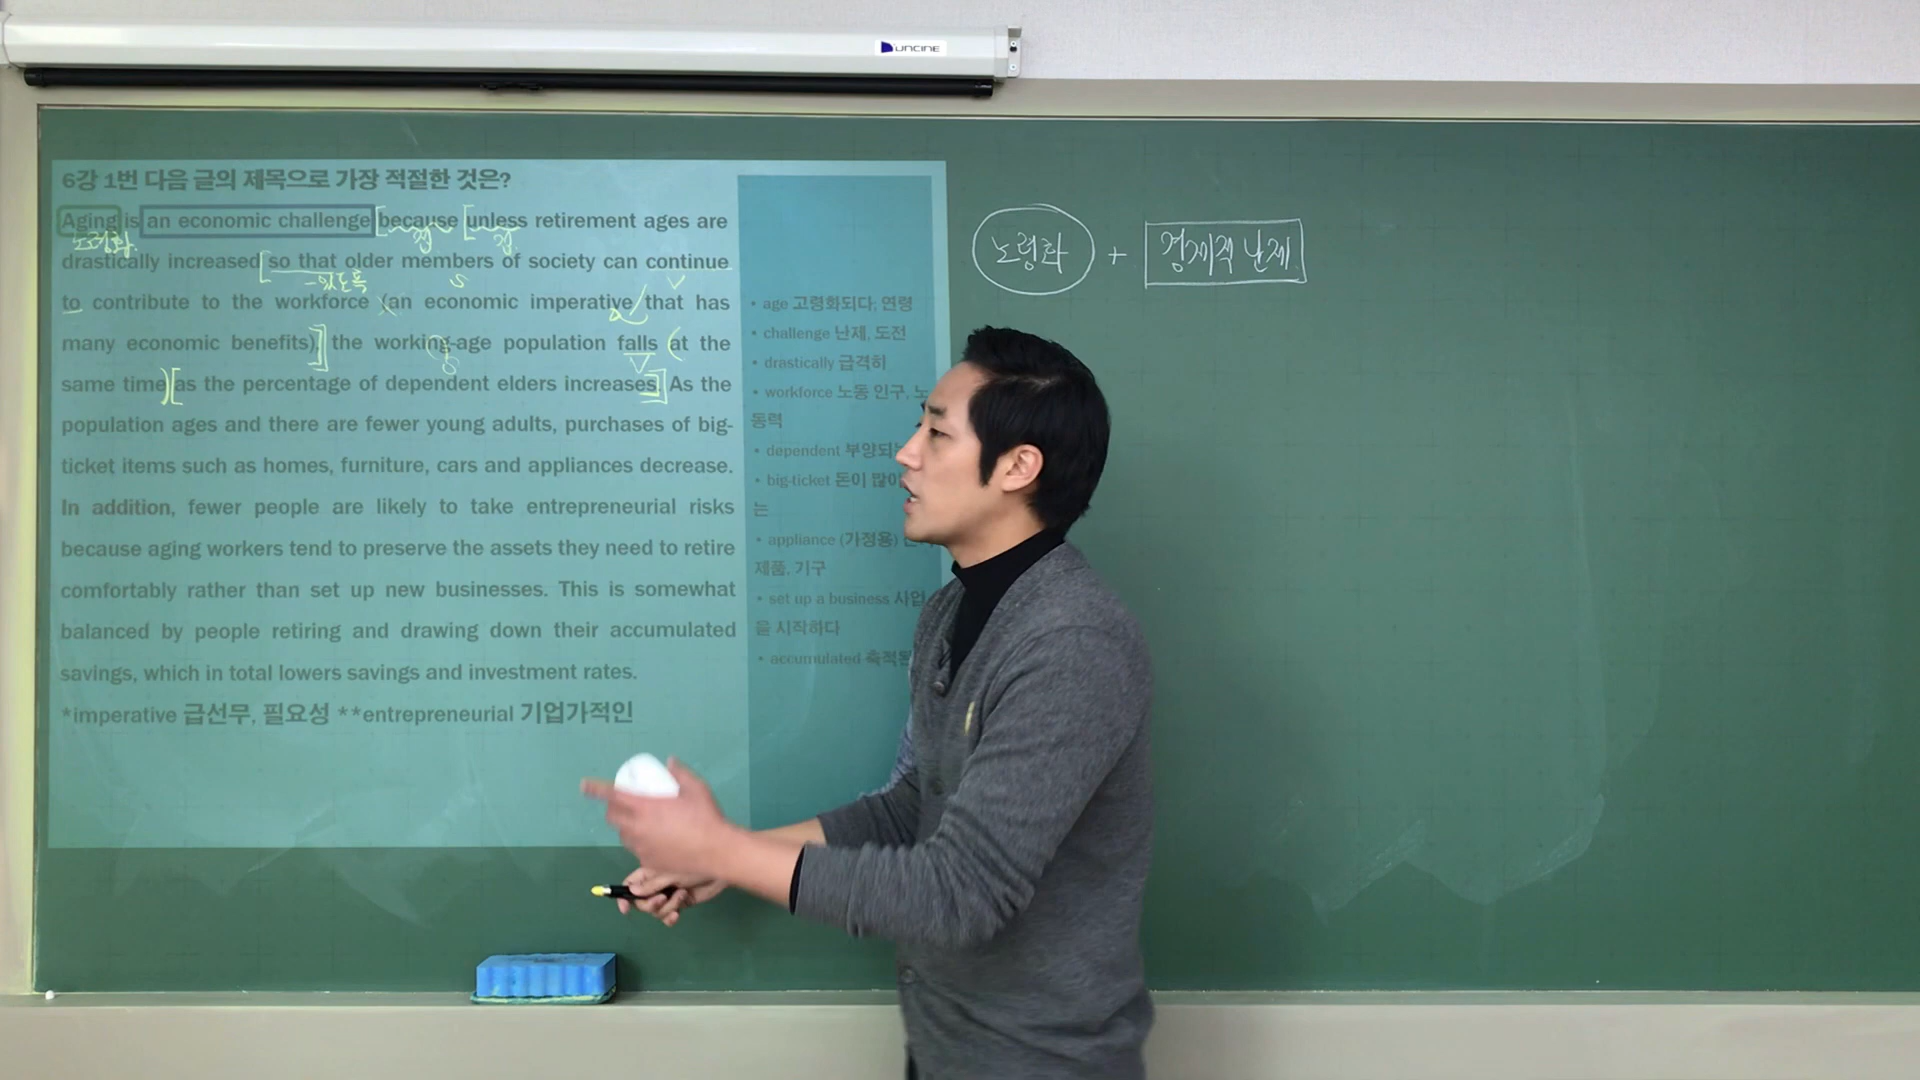 UNCINE
6강 1번 다음 글의 제목으로 가장 적절한 것은?
Aging is an economic challenge because unless retirement ages are
노령화.
접 접.
drastically increased so that older members of society can continue
~있도록 S V
to contribute to the workforce (an economic imperative that has
many economic benefits), the working-age population falls at the
S V
same time as the percentage of dependent elders increases. As the
population ages and there are fewer young adults, purchases of big-
ticket items such as homes, furniture, cars and appliances decrease.
In addition, fewer people are likely to take entrepreneurial risks
because aging workers tend to preserve the assets they need to retire
comfortably rather than set up new businesses. This is somewhat
balanced by people retiring and drawing down their accumulated
savings, which in total lowers savings and investment rates.
*imperative 급선무, 필요성 **entrepreneurial 기업가적인
• age 고령화되다, 연령
• challenge 난제, 도전
• drastically 급격히
• workforce 노동 인구, 노
동력
• dependent 부양되
• big-ticket 돈이 많이
는
• appliance (가정용)
제품, 기구
• set up a business 사업
을 시작하다
• accumulated 축적된
노령화 + 경제적 난제